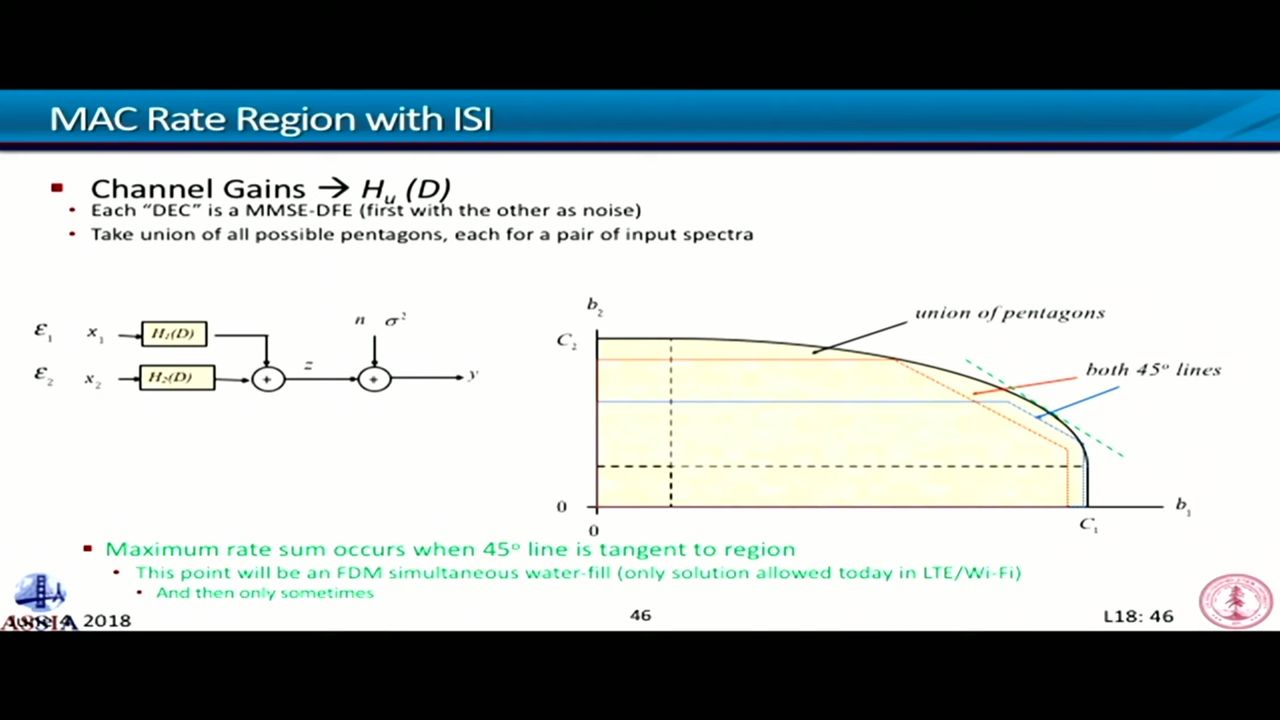 MAC Rate Region with ISI
Channel Gains → Hᵤ (D)
Each “DEC” is a MMSE-DFE (first with the other as noise)
Take union of all possible pentagons, each for a pair of input spectra
ℰ₁ x₁ H₁(D)
n σ²
z
ℰ₂ x₂ H₂(D) + + y
b₂
union of pentagons
C₂
both 45º lines
0
b₁
0
C₁
Maximum rate sum occurs when 45º line is tangent to region
This point will be an FDM simultaneous water-fill (only solution allowed today in LTE/Wi-Fi)
And then only sometimes
ASSIA
June 4, 2018
46
L18: 46